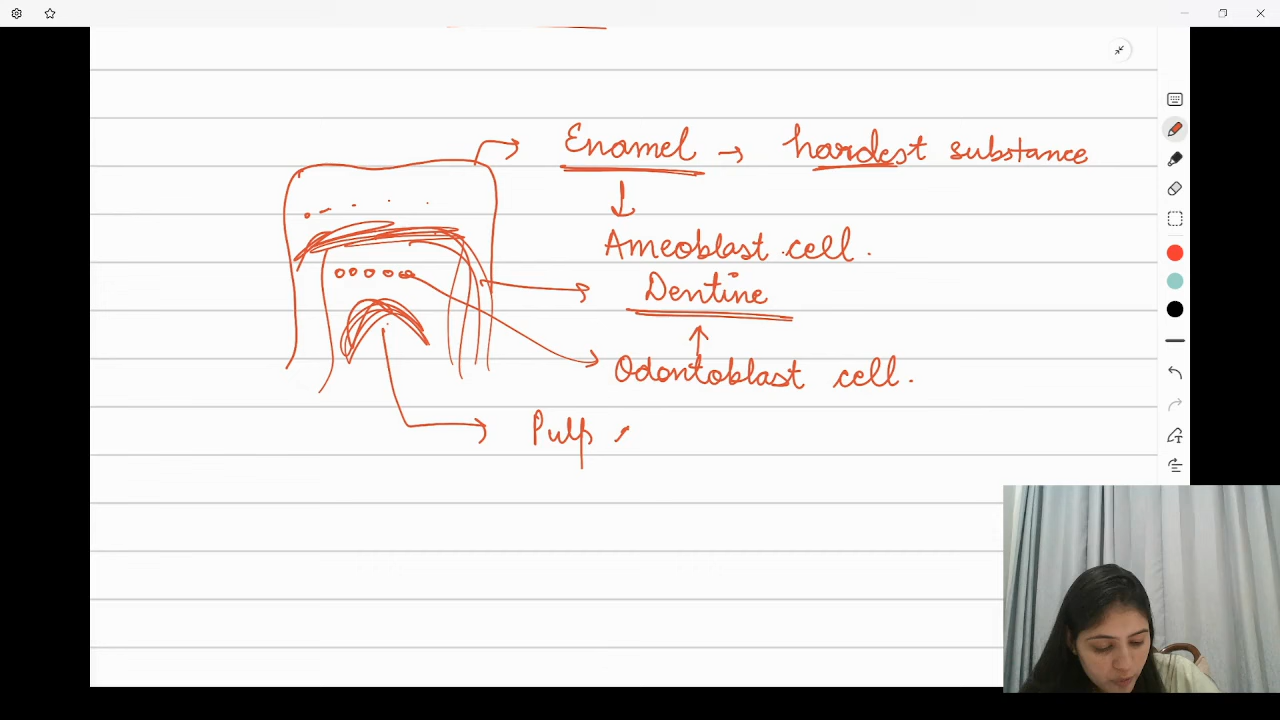 Enamel → hardest substance
↓
Ameoblast cell.
Dentine
↑
Odontoblast cell.
Pulp